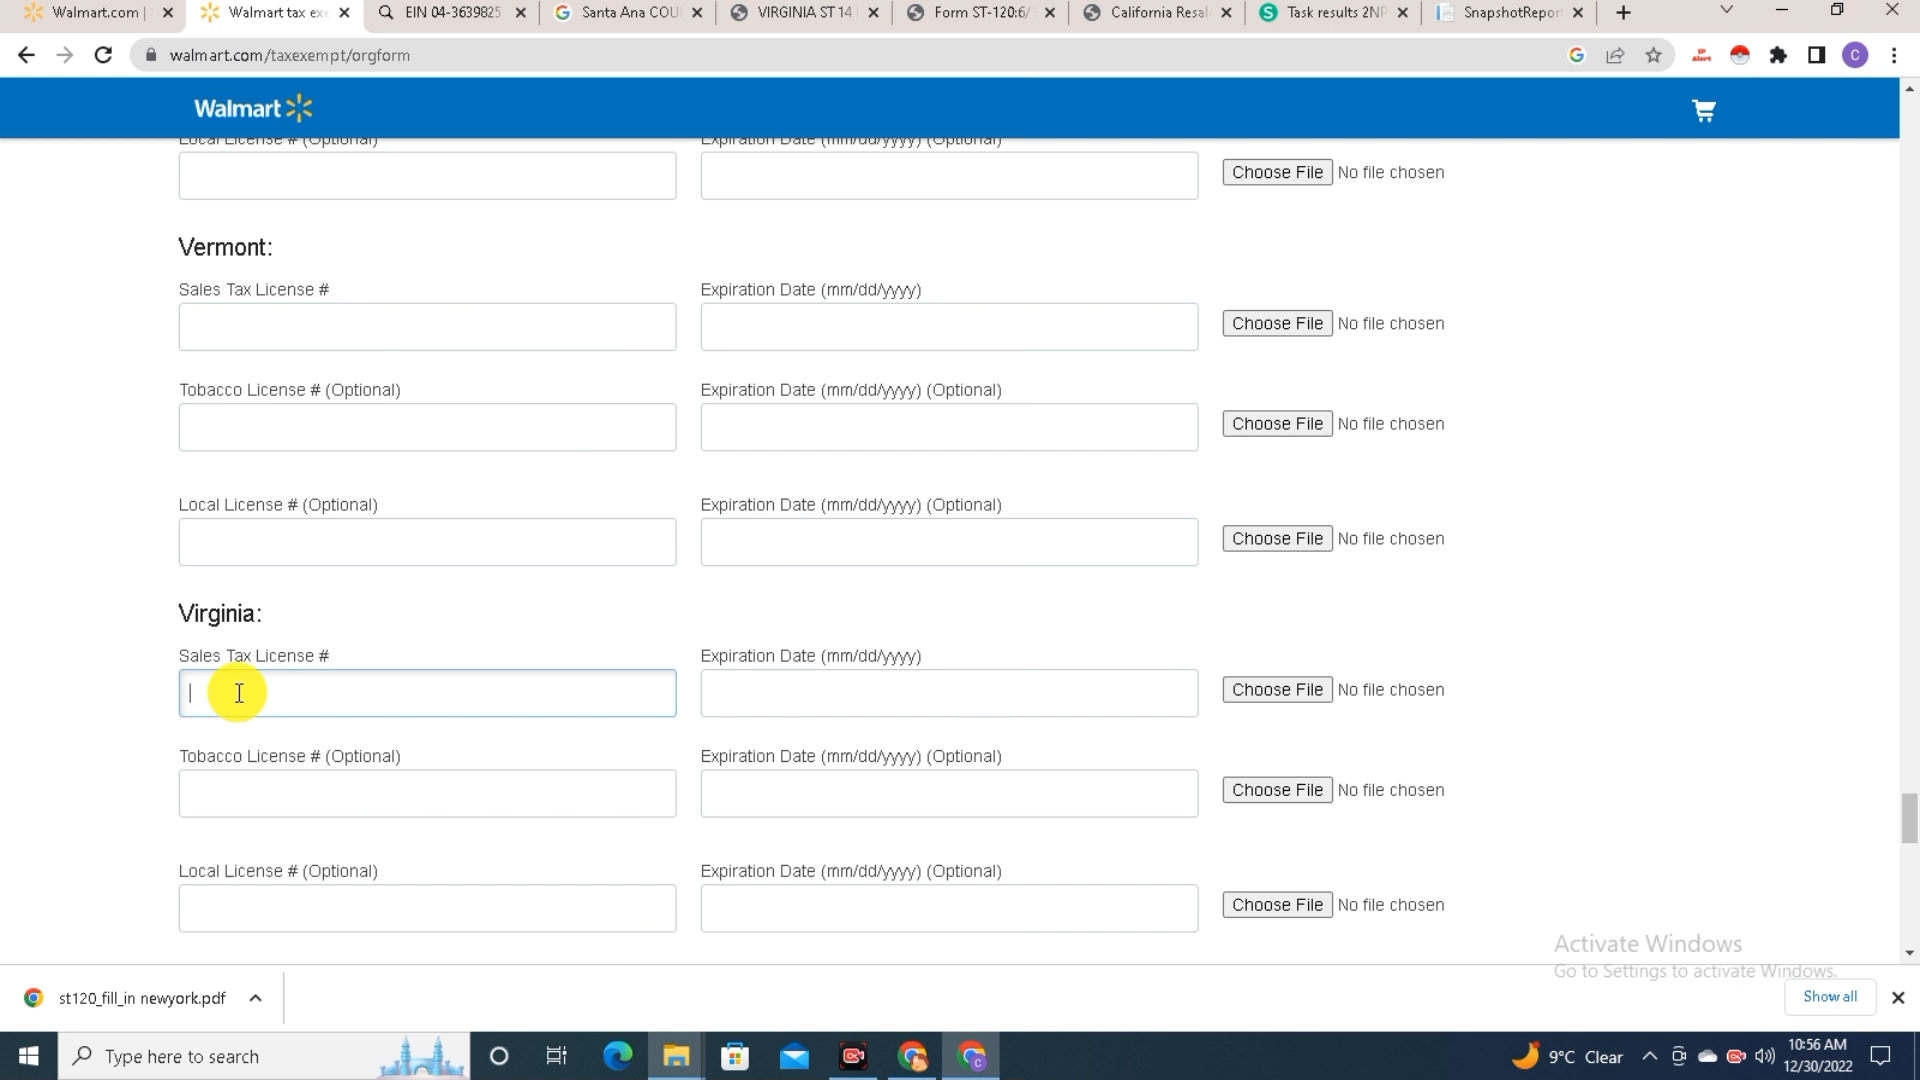 Walmart.com |
Walmart tax exe
EIN 04-3639825
Santa Ana COU
VIRGINIA ST 14
Form ST-120:6/
California Resal
Task results 2NP
SnapshotRepor
walmart.com/taxexempt/orgform
C
Walmart
Local License # (Optional) Expiration Date (mm/dd/yyyy) (Optional)
Choose File No file chosen
Vermont:
Sales Tax License # Expiration Date (mm/dd/yyyy)
Choose File No file chosen
Tobacco License # (Optional) Expiration Date (mm/dd/yyyy) (Optional)
Choose File No file chosen
Local License # (Optional) Expiration Date (mm/dd/yyyy) (Optional)
Choose File No file chosen
Virginia:
Sales Tax License # Expiration Date (mm/dd/yyyy)
Choose File No file chosen
Tobacco License # (Optional) Expiration Date (mm/dd/yyyy) (Optional)
Choose File No file chosen
Local License # (Optional) Expiration Date (mm/dd/yyyy) (Optional)
Choose File No file chosen
Activate Windows
Go to Settings to activate Windows.
st120_fill_in newyork.pdf
Show all
Type here to search
9°C Clear
10:56 AM
12/30/2022